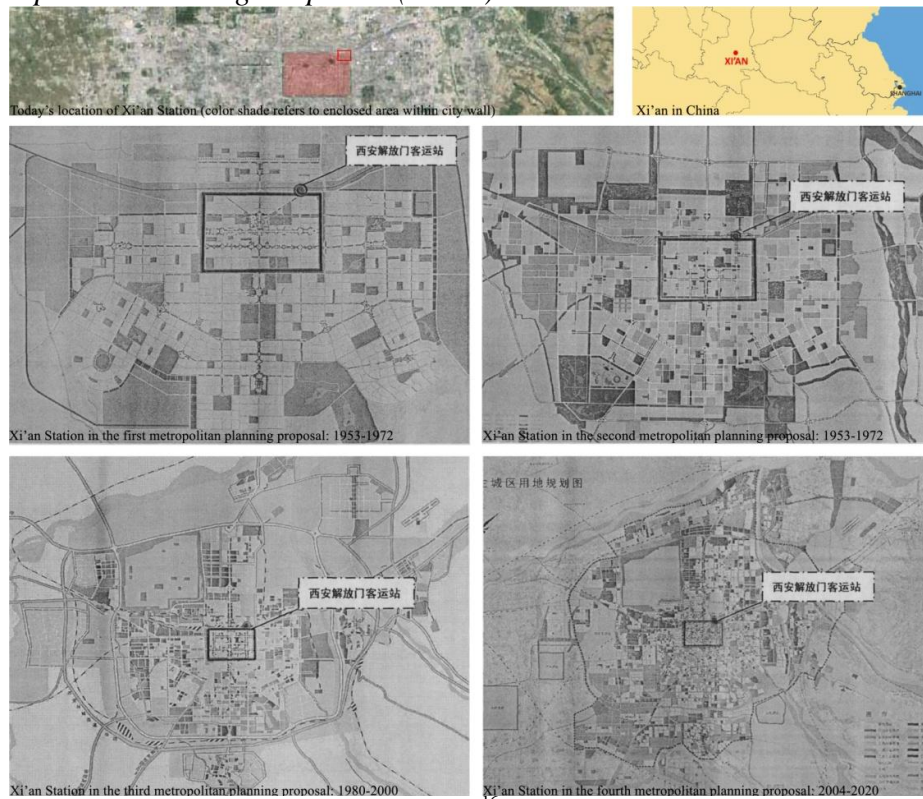 Today's location of Xi'an Station (color shade refers to enclosed area within city wall)
XI'AN
SHANGHAI
Xi'an in China
西安解放门客运站
Xi'an Station in the first metropolitan planning proposal: 1953-1972
西安解放门客运站
Xi'an Station in the second metropolitan planning proposal: 1953-1972
西安解放门客运站
Xi'an Station in the third metropolitan planning proposal: 1980-2000
主城区用地规划图
西安解放门客运站
Xi'an Station in the fourth metropolitan planning proposal: 2004-2020